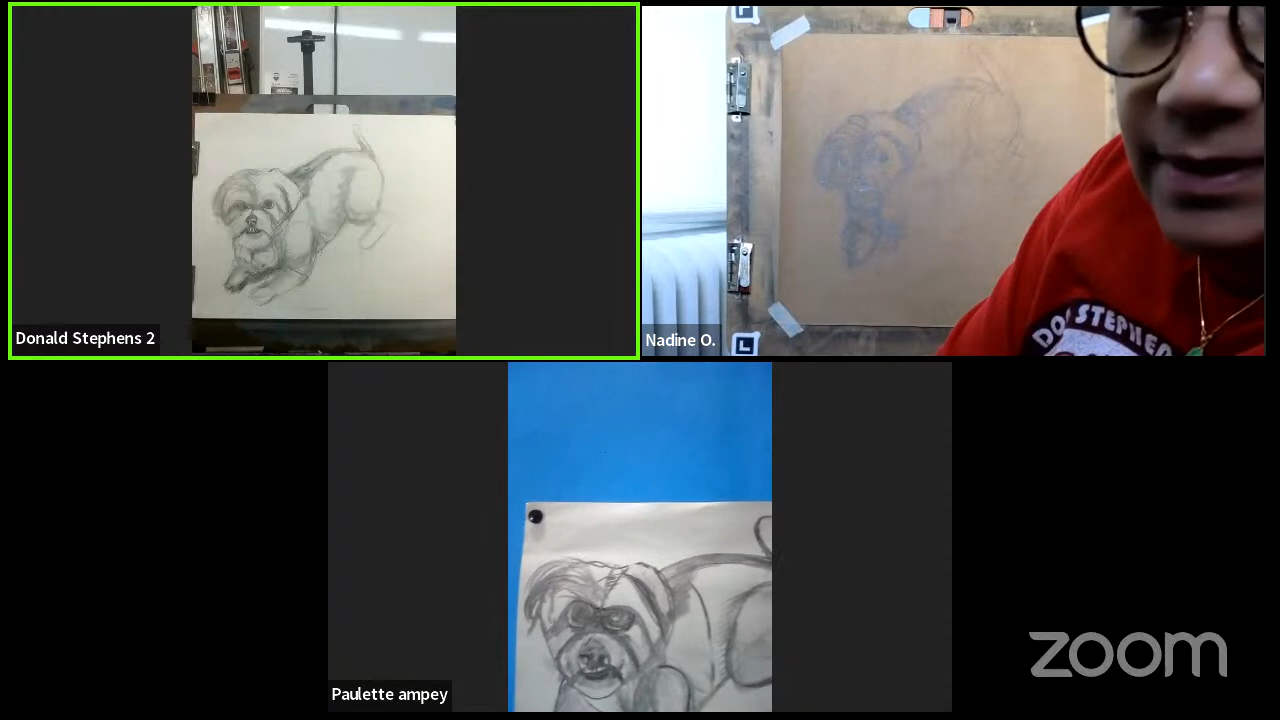 Donald Stephens 2
Nadine O.
DON STEPHEN
Paulette ampey
zoom